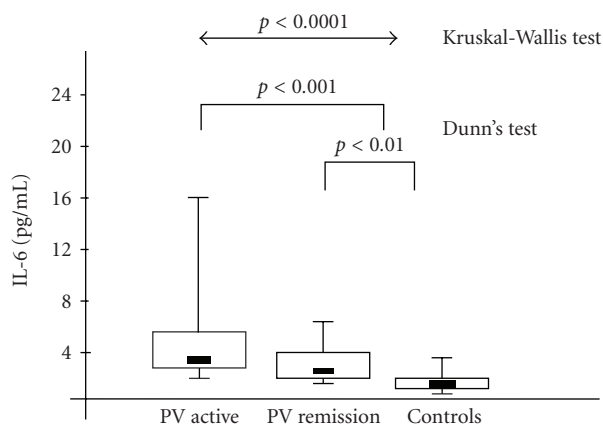 p < 0.0001
Kruskal-Wallis test
24
p < 0.001
Dunn's test
20
p < 0.01
16
IL-6 (pg/mL)
12
8
4
PV active
PV remission
Controls